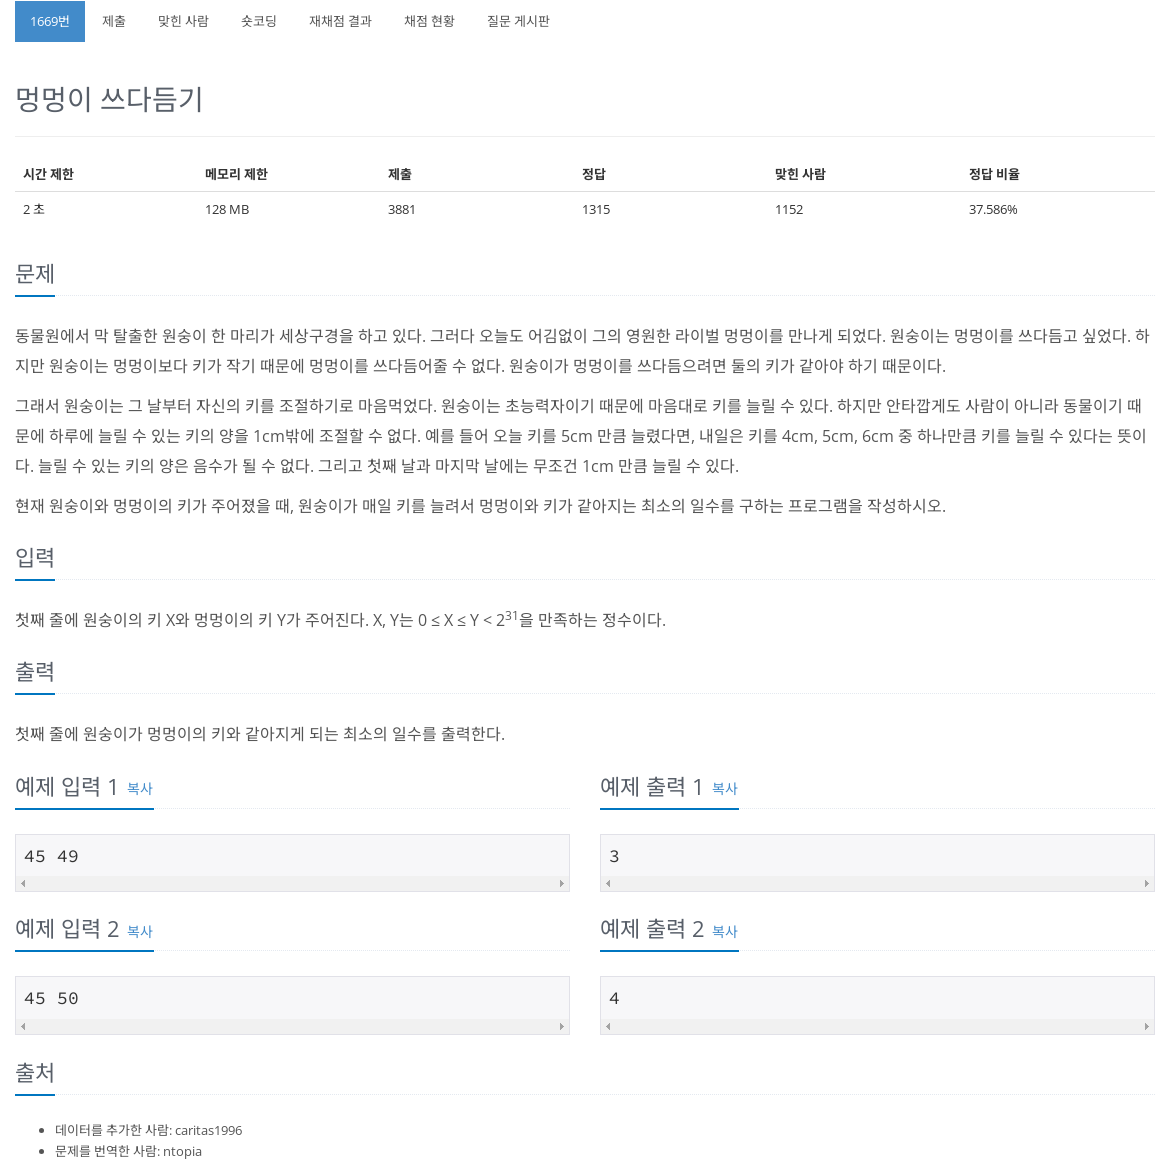 1669번 제출 맞힌 사람 숏코딩 재채점 결과 채점 현황 질문 게시판
멍멍이 쓰다듬기
시간 제한 메모리 제한 제출 정답 맞힌 사람 정답 비율
2 초 128 MB 3881 1315 1152 37.586%
문제
동물원에서 막 탈출한 원숭이 한 마리가 세상구경을 하고 있다. 그러다 오늘도 어김없이 그의 영원한 라이벌 멍멍이를 만나게 되었다. 원숭이는 멍멍이를 쓰다듬고 싶었다. 하
지만 원숭이는 멍멍이보다 키가 작기 때문에 멍멍이를 쓰다듬어줄 수 없다. 원숭이가 멍멍이를 쓰다듬으려면 둘의 키가 같아야 하기 때문이다.
그래서 원숭이는 그 날부터 자신의 키를 조절하기로 마음먹었다. 원숭이는 초능력자이기 때문에 마음대로 키를 늘릴 수 있다. 하지만 안타깝게도 사람이 아니라 동물이기 때
문에 하루에 늘릴 수 있는 키의 양을 1cm밖에 조절할 수 없다. 예를 들어 오늘 키를 5cm 만큼 늘렸다면, 내일은 키를 4cm, 5cm, 6cm 중 하나만큼 키를 늘릴 수 있다는 뜻이
다. 늘릴 수 있는 키의 양은 음수가 될 수 없다. 그리고 첫째 날과 마지막 날에는 무조건 1cm 만큼 늘릴 수 있다.
현재 원숭이와 멍멍이의 키가 주어졌을 때, 원숭이가 매일 키를 늘려서 멍멍이와 키가 같아지는 최소의 일수를 구하는 프로그램을 작성하시오.
입력
첫째 줄에 원숭이의 키 X와 멍멍이의 키 Y가 주어진다. X, Y는 0 ≤ X ≤ Y < 2³¹을 만족하는 정수이다.
출력
첫째 줄에 원숭이가 멍멍이의 키와 같아지게 되는 최소의 일수를 출력한다.
예제 입력 1 복사
45 49
예제 출력 1 복사
3
예제 입력 2 복사
45 50
예제 출력 2 복사
4
출처
• 데이터를 추가한 사람: caritas1996
• 문제를 번역한 사람: ntopia